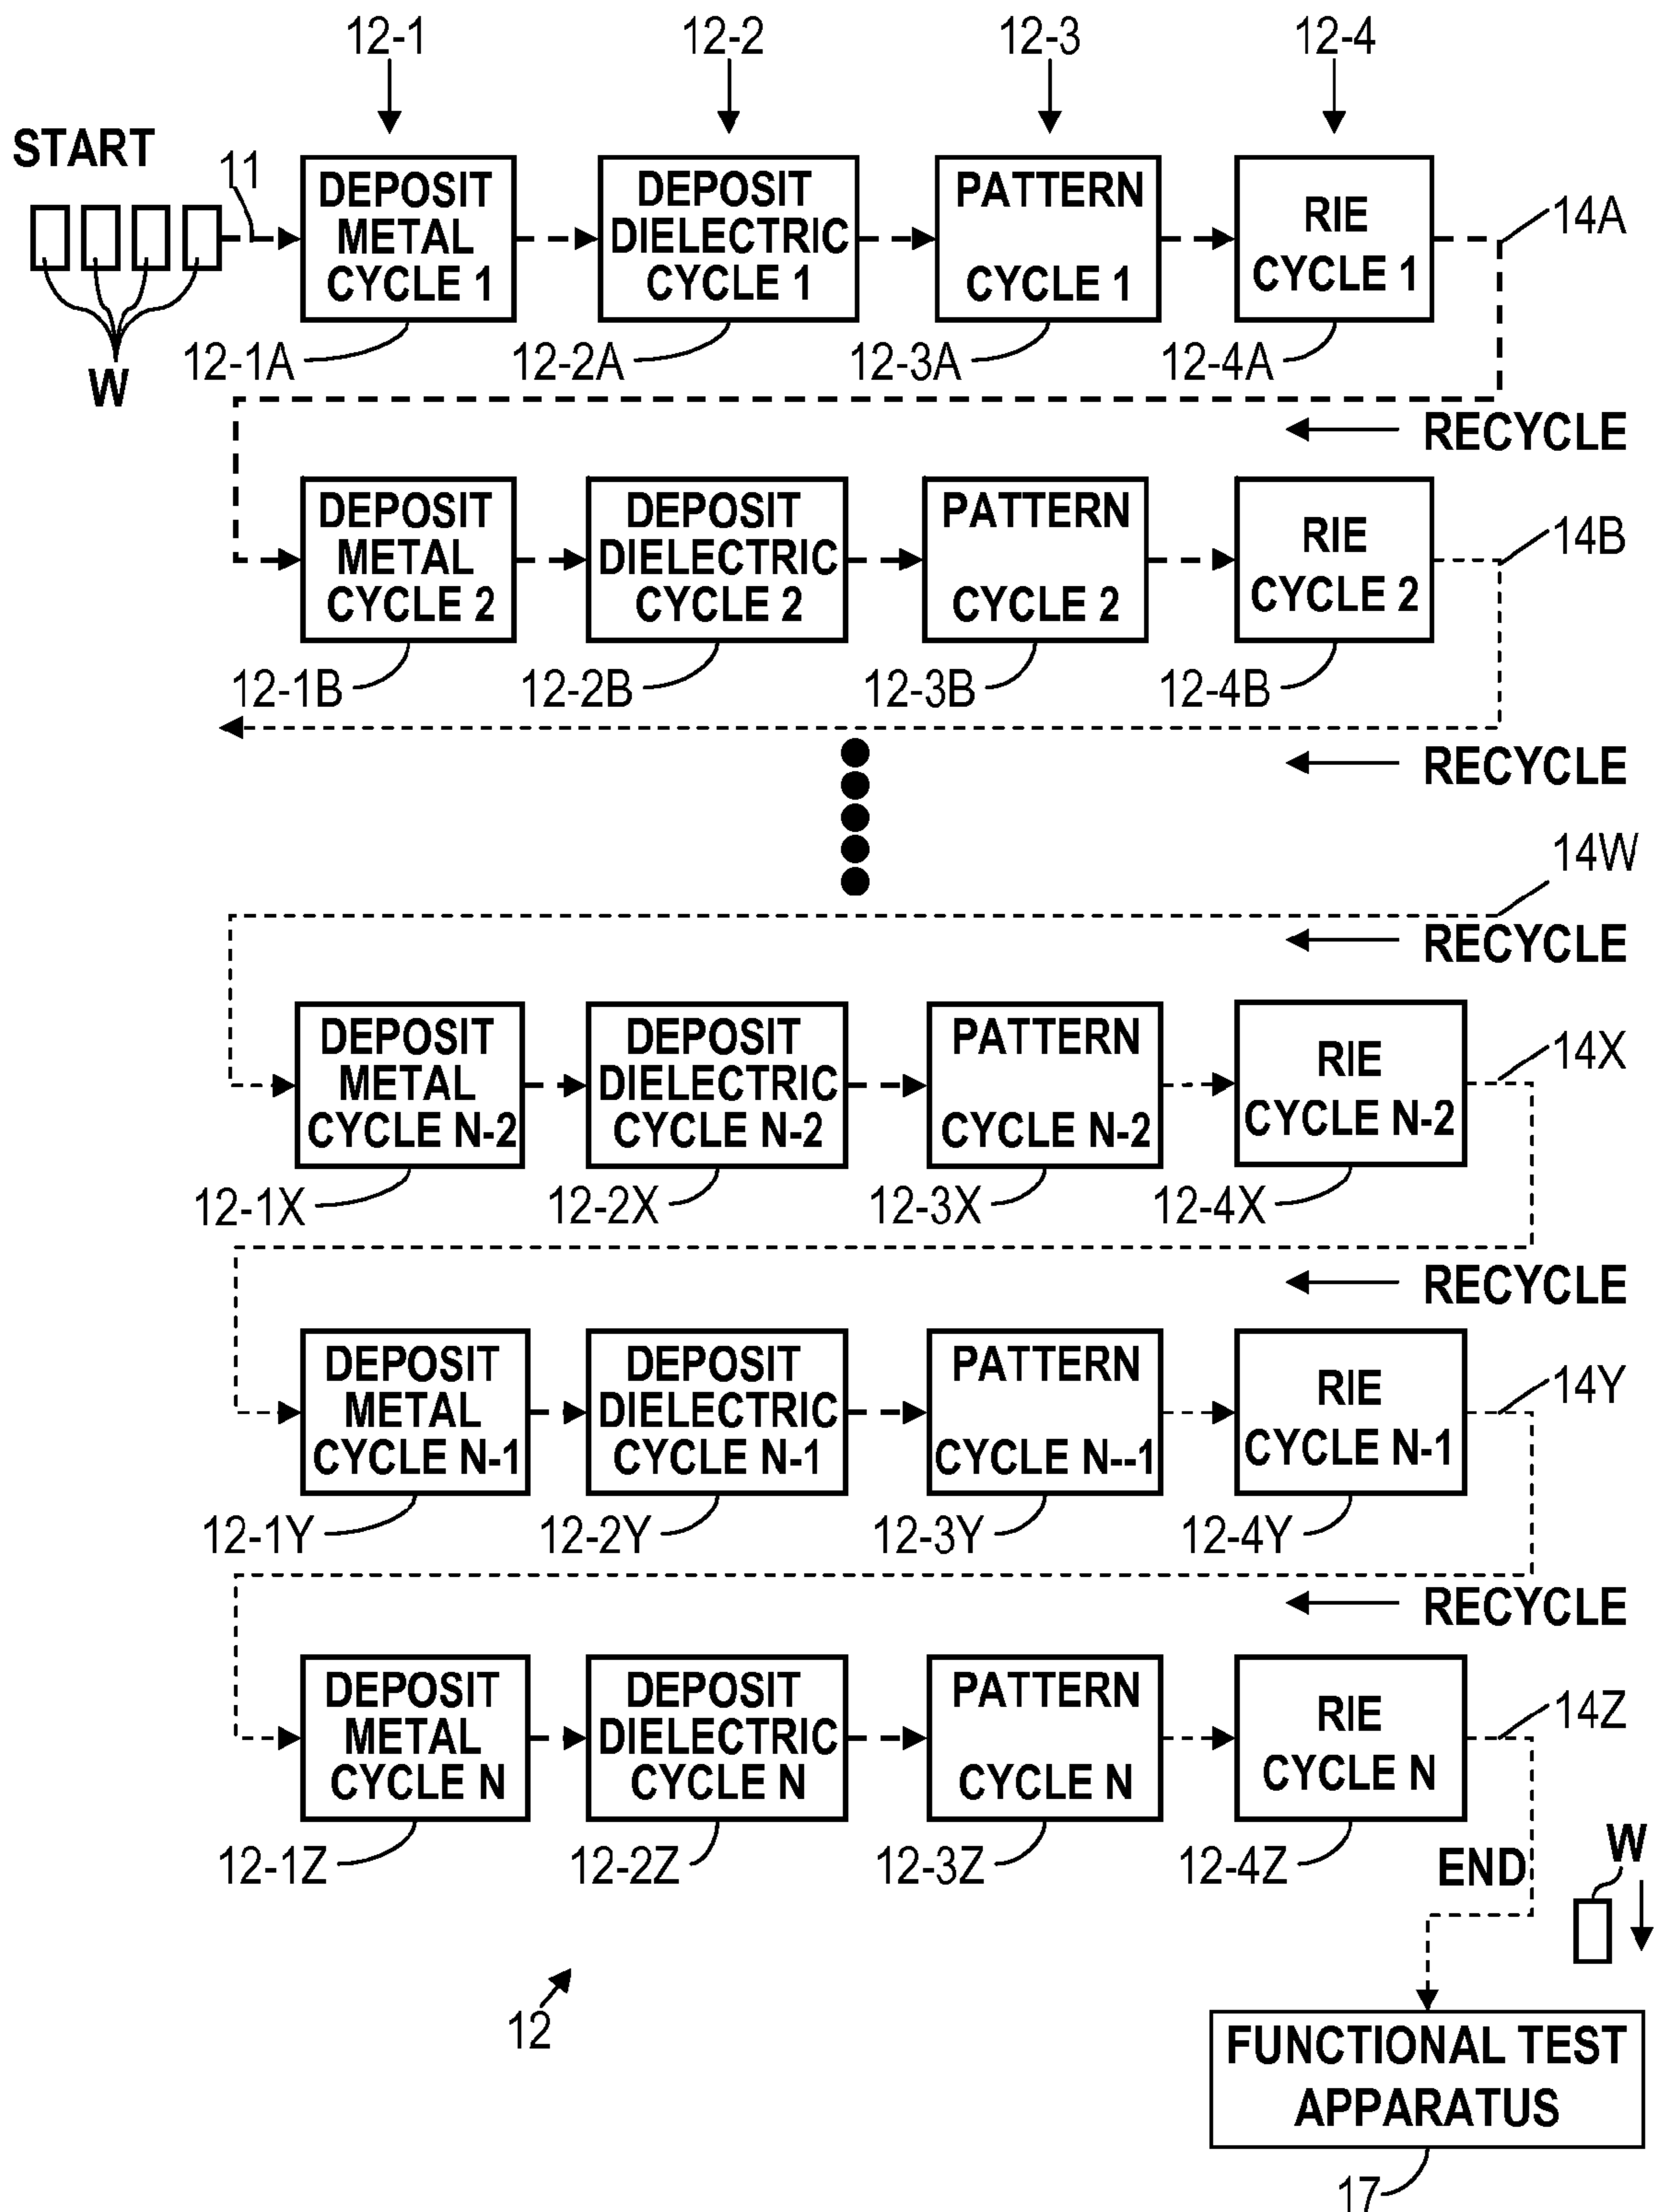 12-1 12-2 12-3 12-4
START
11
DEPOSIT
METAL
CYCLE 1
DEPOSIT
DIELECTRIC
CYCLE 1
PATTERN
CYCLE 1
RIE
CYCLE 1
14A
W
12-1A 12-2A 12-3A 12-4A
RECYCLE
DEPOSIT
METAL
CYCLE 2
DEPOSIT
DIELECTRIC
CYCLE 2
PATTERN
CYCLE 2
RIE
CYCLE 2
14B
12-1B 12-2B 12-3B 12-4B
RECYCLE
14W
RECYCLE
DEPOSIT
METAL
CYCLE N-2
DEPOSIT
DIELECTRIC
CYCLE N-2
PATTERN
CYCLE N-2
RIE
CYCLE N-2
14X
12-1X 12-2X 12-3X 12-4X
RECYCLE
DEPOSIT
METAL
CYCLE N-1
DEPOSIT
DIELECTRIC
CYCLE N-1
PATTERN
CYCLE N--1
RIE
CYCLE N-1
14Y
12-1Y 12-2Y 12-3Y 12-4Y
RECYCLE
DEPOSIT
METAL
CYCLE N
DEPOSIT
DIELECTRIC
CYCLE N
PATTERN
CYCLE N
RIE
CYCLE N
14Z
12-1Z 12-2Z 12-3Z 12-4Z
END
W
12
FUNCTIONAL TEST
APPARATUS
17